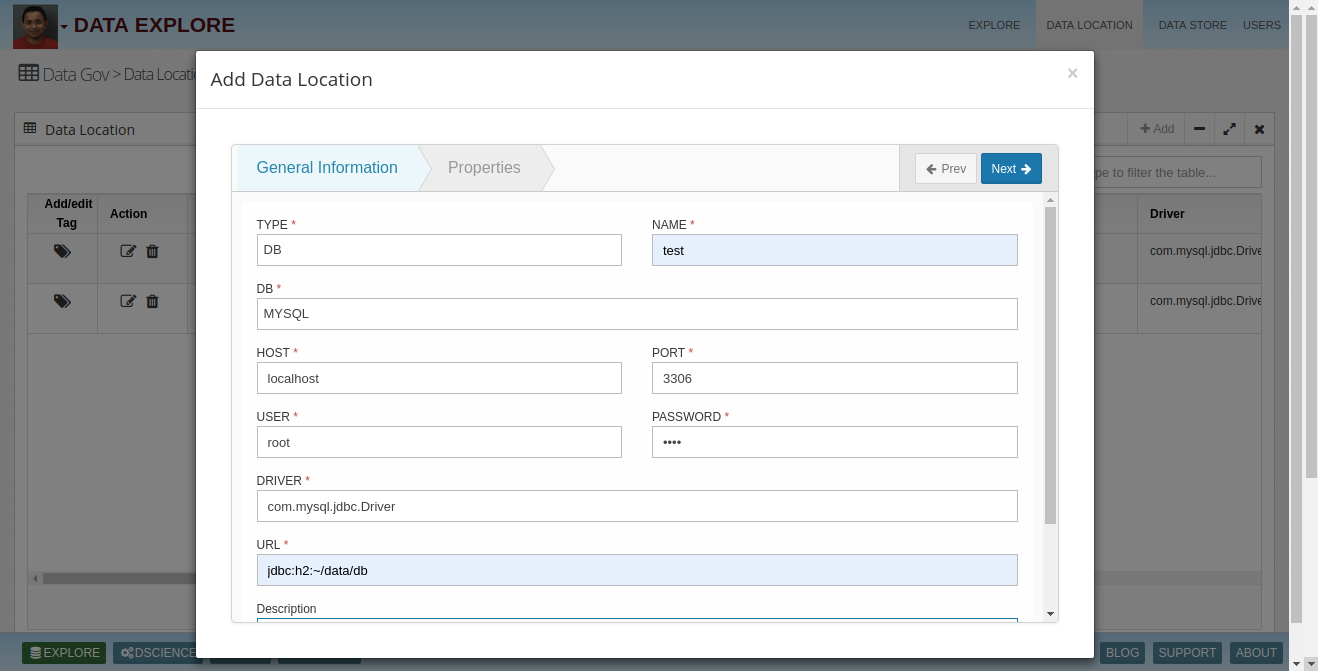 DATA EXPLORE
EXPLORE DATA LOCATION DATA STORE USERS
Data Gov > Data
Add Data Location
×
Data Location
Add
General Information
Properties
Prev
Next
pe to filter the table...
Add/edit Tag
Action
Driver
com.mysql.jdbc.Drive
com.mysql.jdbc.Drive
TYPE *
NAME *
DB
test
DB *
MYSQL
HOST *
PORT *
localhost
3306
USER *
PASSWORD *
root
••••
DRIVER *
com.mysql.jdbc.Driver
URL *
jdbc:h2:~/data/db
Description
EXPLORE DSCIENCE BLOG SUPPORT ABOUT